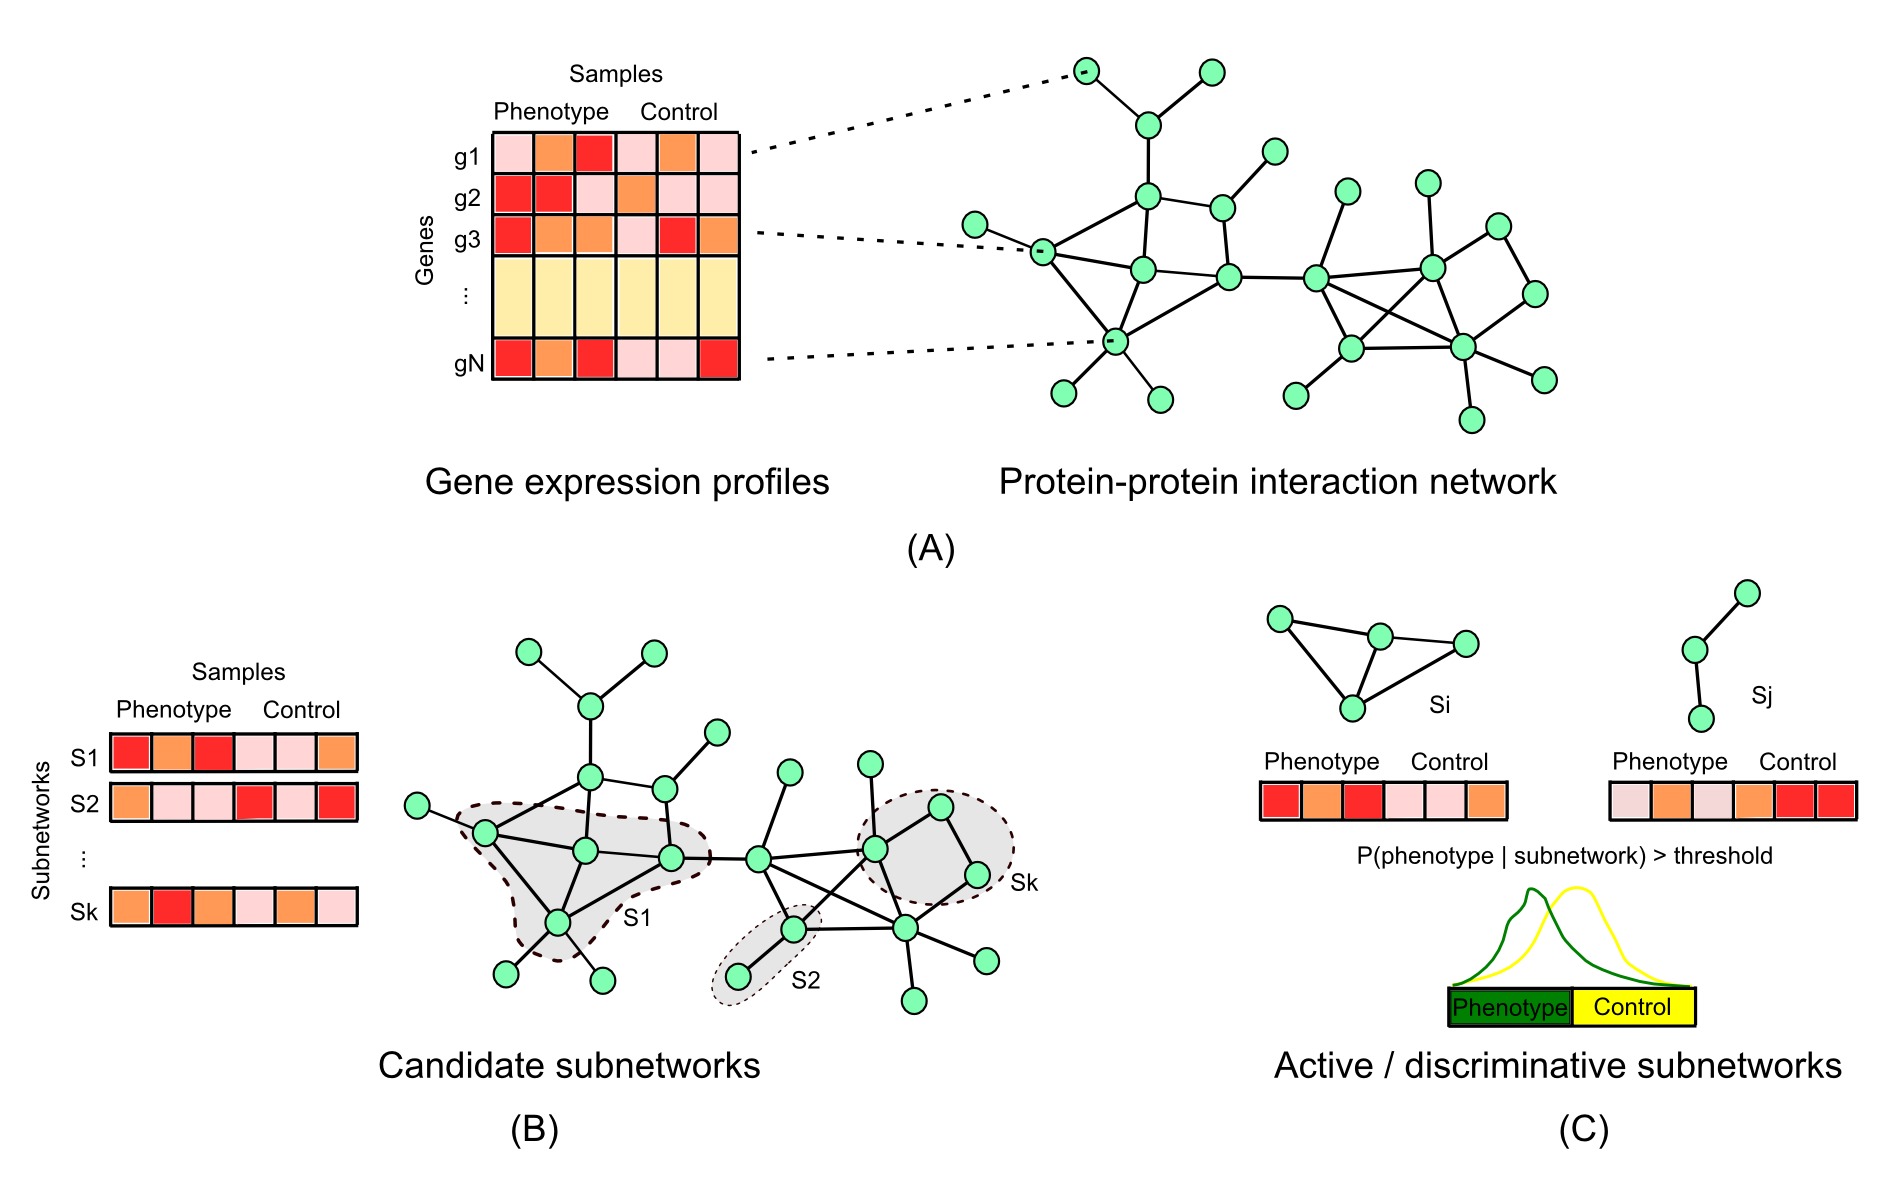 Samples
Phenotype Control
Genes
g1
g2
g3
...
gN
Gene expression profiles
Protein-protein interaction network
(A)
Samples
Phenotype Control
Subnetworks
S1
S2
...
Sk
S1
S2
Sk
Candidate subnetworks
(B)
Si
Sj
Phenotype Control
Phenotype Control
P(phenotype | subnetwork) > threshold
Phenotype Control
Active / discriminative subnetworks
(C)